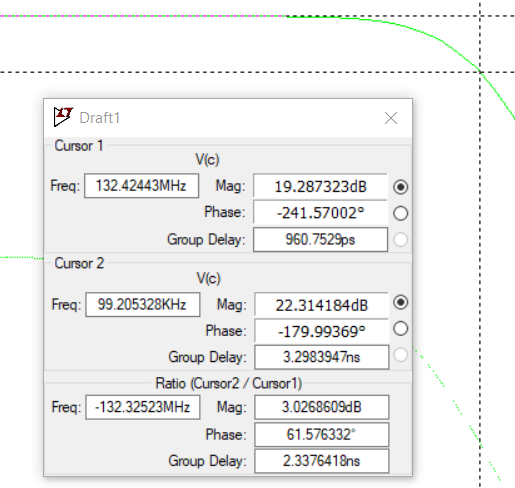 Draft1
Cursor 1
V(c)
Freq: 132.42443MHz Mag: 19.287323dB
Phase: -241.57002°
Group Delay: 960.7529ps
Cursor 2
V(c)
Freq: 99.205328KHz Mag: 22.314184dB
Phase: -179.99369°
Group Delay: 3.2983947ns
Ratio (Cursor2 / Cursor1)
Freq: -132.32523MHz Mag: 3.0268609dB
Phase: 61.576332°
Group Delay: 2.3376418ns